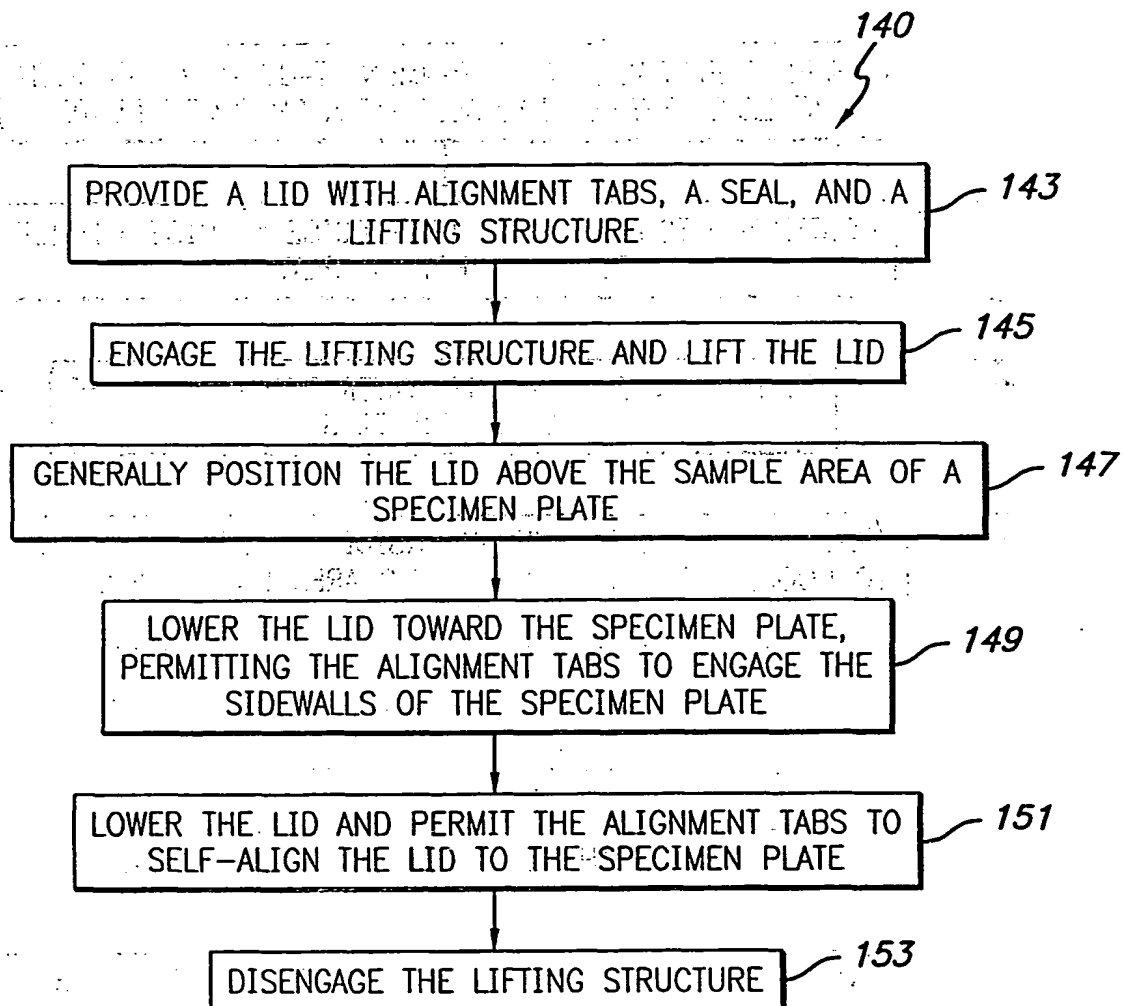 140
PROVIDE A LID WITH ALIGNMENT TABS, A SEAL, AND A
LIFTING STRUCTURE
143
ENGAGE THE LIFTING STRUCTURE AND LIFT THE LID
145
GENERALLY POSITION THE LID ABOVE THE SAMPLE AREA OF A
SPECIMEN PLATE
147
LOWER THE LID TOWARD THE SPECIMEN PLATE,
PERMITTING THE ALIGNMENT TABS TO ENGAGE THE
SIDEWALLS OF THE SPECIMEN PLATE
149
LOWER THE LID AND PERMIT THE ALIGNMENT TABS TO
SELF-ALIGN THE LID TO THE SPECIMEN PLATE
151
DISENGAGE THE LIFTING STRUCTURE
153